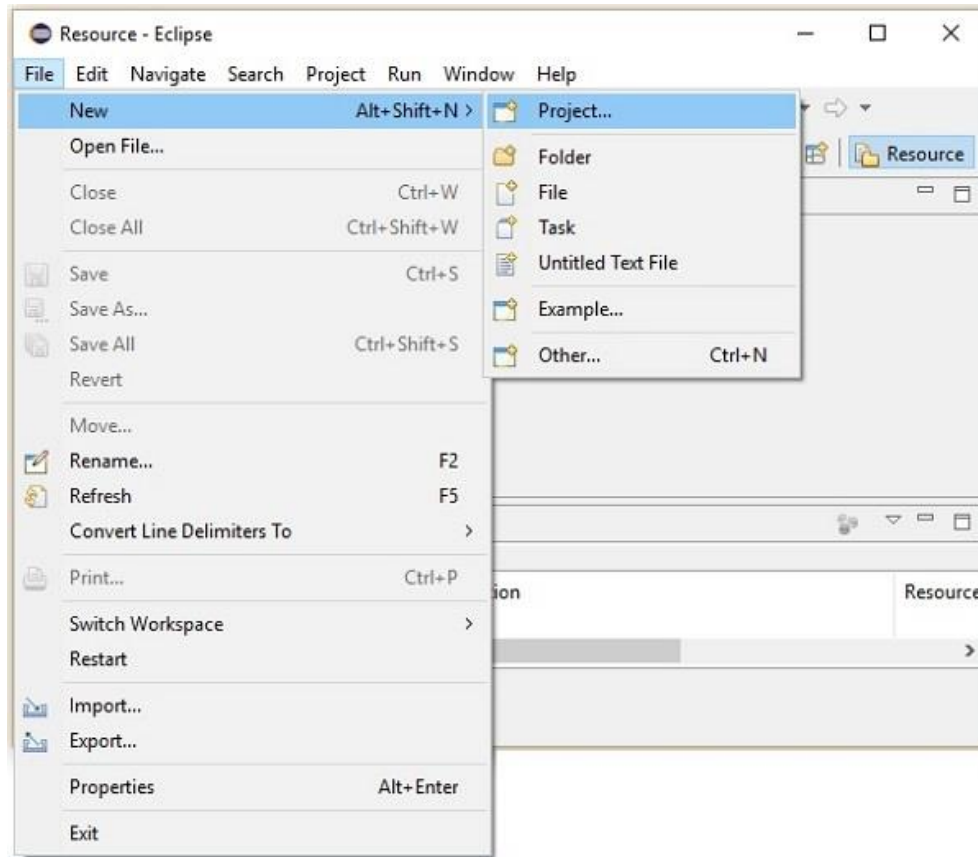 Resource - Eclipse
File Edit Navigate Search Project Run Window Help
New Alt+Shift+N >
Open File...
Close Ctrl+W
Close All Ctrl+Shift+W
Save Ctrl+S
Save As...
Save All Ctrl+Shift+S
Revert
Move...
Rename... F2
Refresh F5
Convert Line Delimiters To >
Print... Ctrl+P
Switch Workspace >
Restart
Import...
Export...
Properties Alt+Enter
Exit
Project...
Folder
File
Task
Untitled Text File
Example...
Other... Ctrl+N
Resource
ion
Resource